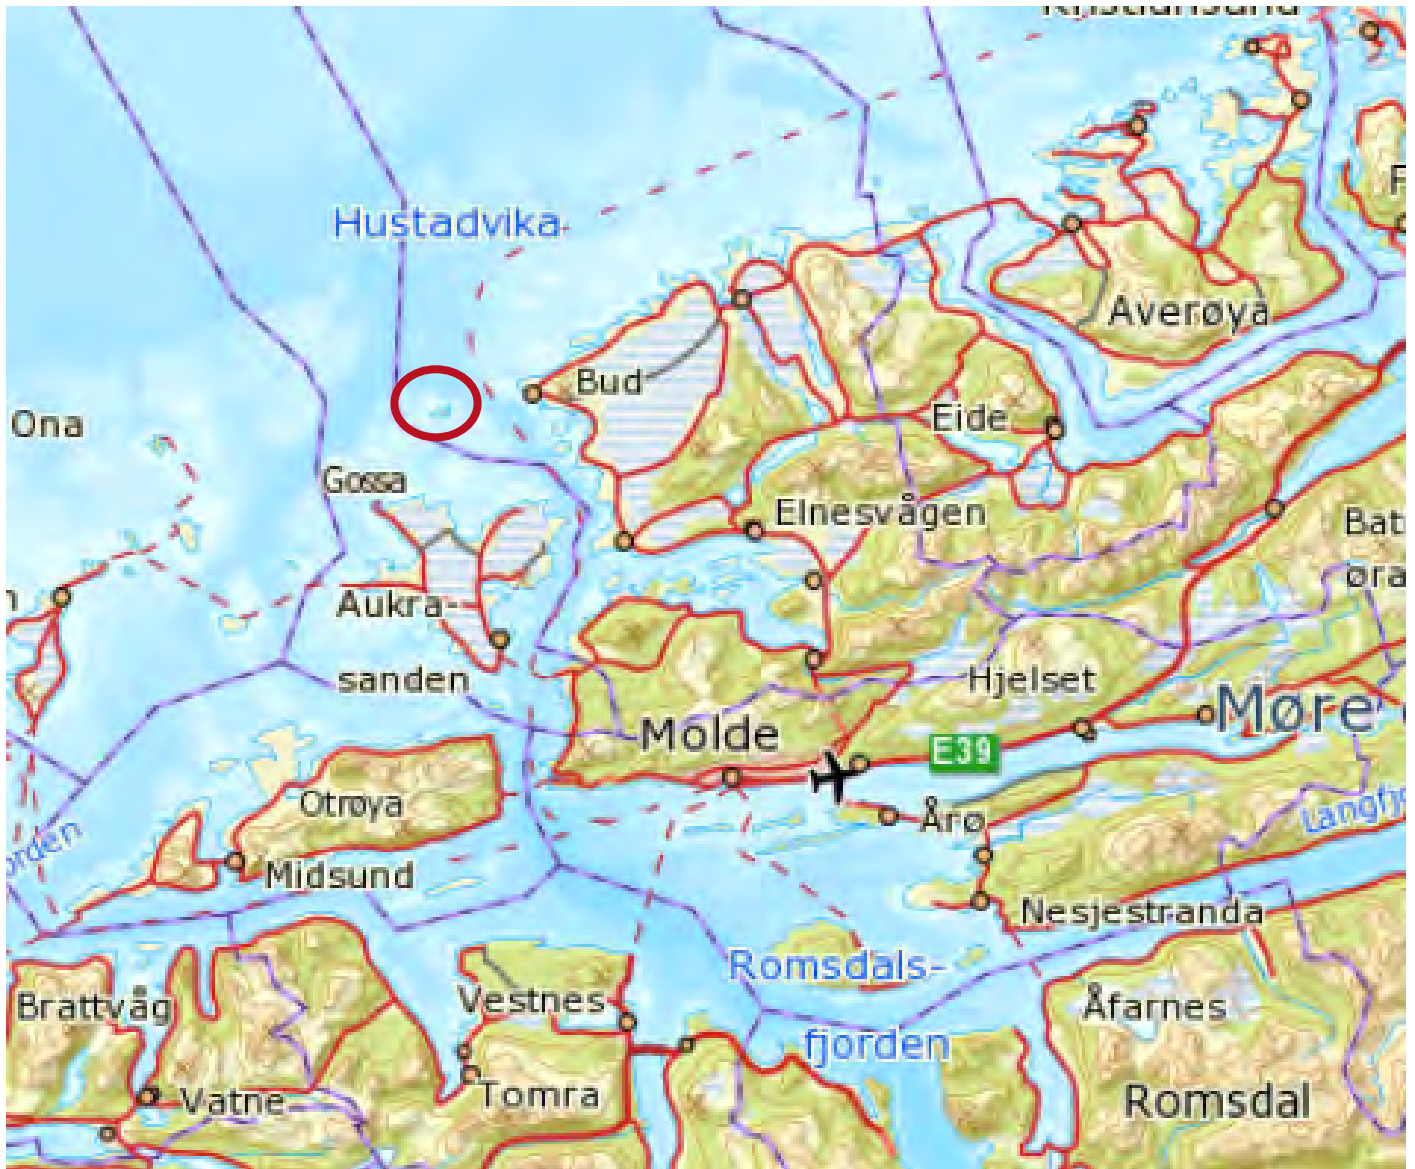 Hustadvika
Averøya
Bud
Ona
Eide
Gossa
Elnesvågen
Aukra-
sanden
Hjelset
Møre
Molde
E39
Otrøya
Årø
Midsund
Nesjestranda
Romsdals-
fjorden
Brattvåg
Vestnes
Åfarnes
Vatne
Tomra
Romsdal